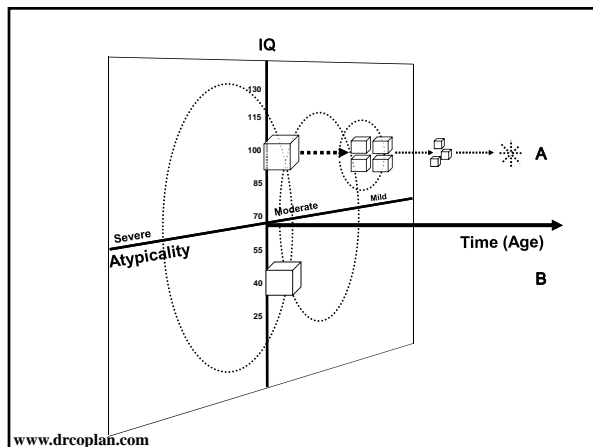 IQ
130
115
100
A
85
Mild
Moderate
70
Severe
Atypicality
Time (Age)
55
B
40
25
www.drcoplan.com